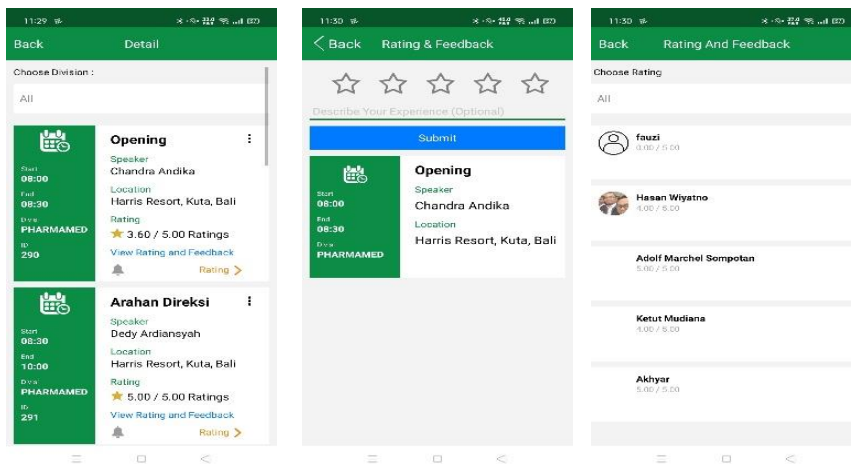 11:29
Back Detail
Choose Division :
All
Start
08:00
End
08:30
PHARMAMED
ID
290
Opening
Speaker
Chandra Andika
Location
Harris Resort, Kuta, Bali
Rating
3.60 / 5.00 Ratings
View Rating and Feedback
Rating
Start
08:30
End
10:00
PHARMAMED
ID
291
Arahan Direksi
Speaker
Dedy Ardiansyah
Location
Harris Resort, Kuta, Bali
Rating
5.00 / 5.00 Ratings
View Rating and Feedback
Rating
11:30
Back Rating & Feedback
Describe Your Experience (Optional)
Submit
Start
08:00
End
08:30
PHARMAMED
Opening
Speaker
Chandra Andika
Location
Harris Resort, Kuta, Bali
11:30
Back Rating And Feedback
Choose Rating
All
fauzi
0.00 / 5.00
Hasan Wiyatno
4.00 / 5.00
Adolf Marchel Sompotan
5.00 / 5.00
Ketut Mudiana
4.00 / 5.00
Akhyar
5.00 / 5.00